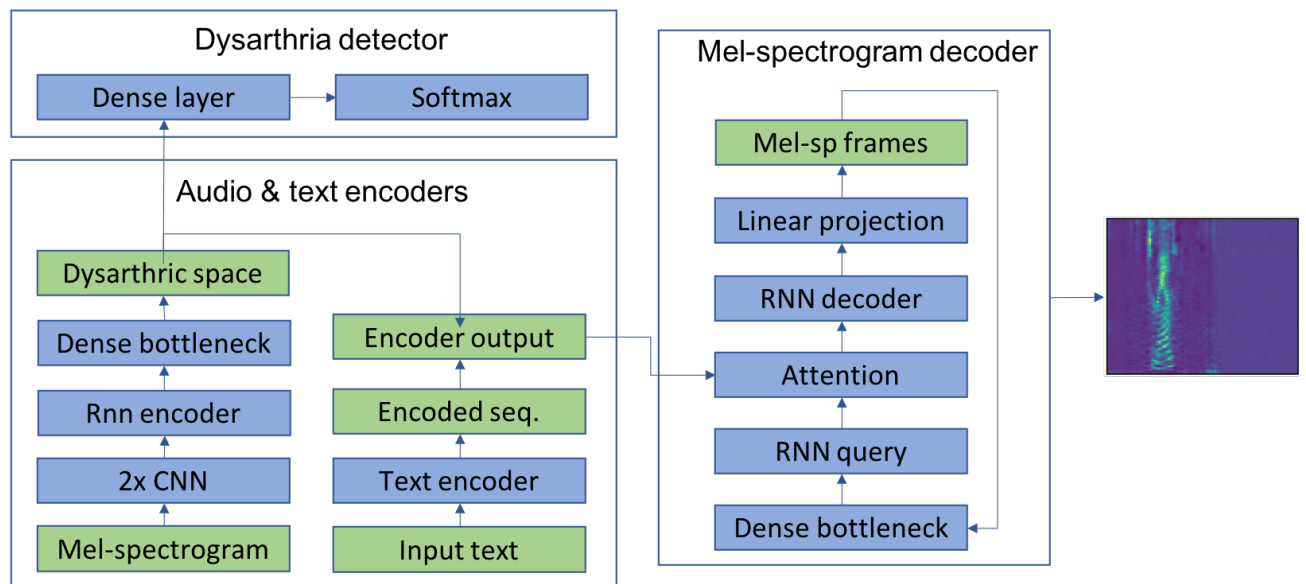 Dysarthria detector
Dense layer
Softmax
Audio & text encoders
Dysarthric space
Dense bottleneck
Rnn encoder
2x CNN
Mel-spectrogram
Encoder output
Encoded seq.
Text encoder
Input text
Mel-spectrogram decoder
Mel-sp frames
Linear projection
RNN decoder
Attention
RNN query
Dense bottleneck